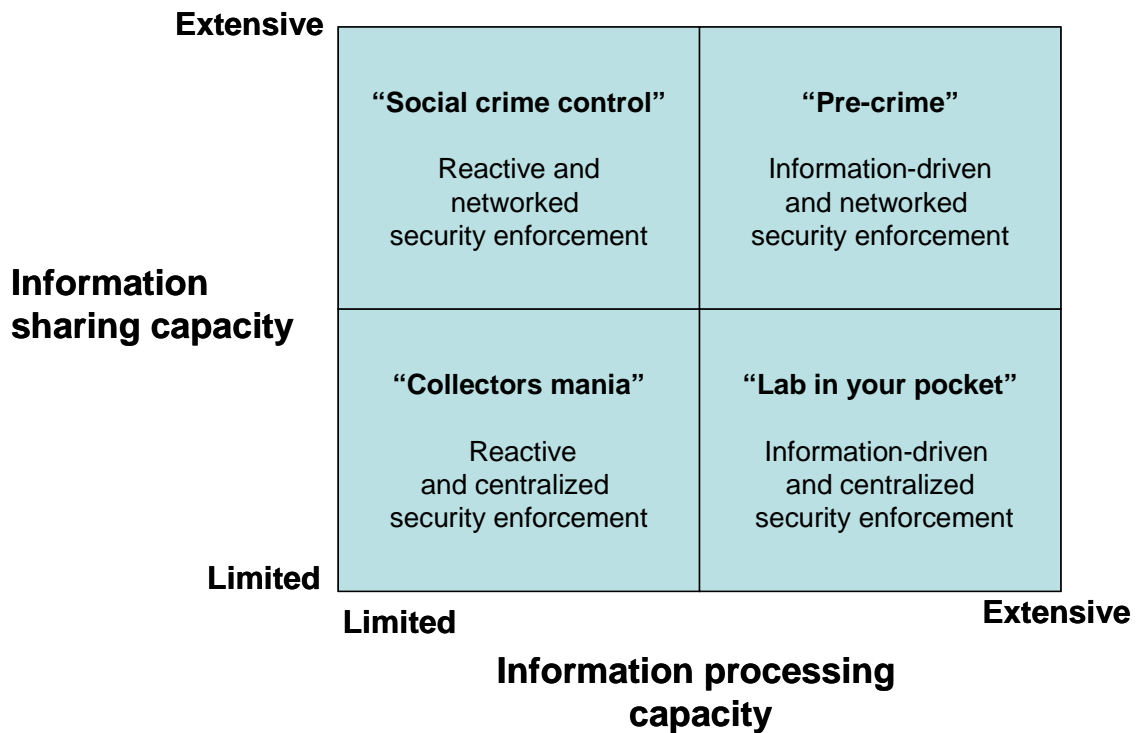 Extensive
“Social crime control”
Reactive and
networked
security enforcement
“Pre-crime”
Information-driven
and networked
security enforcement
Information
sharing capacity
“Collectors mania”
Reactive
and centralized
security enforcement
“Lab in your pocket”
Information-driven
and centralized
security enforcement
Limited
Limited
Extensive
Information processing
capacity